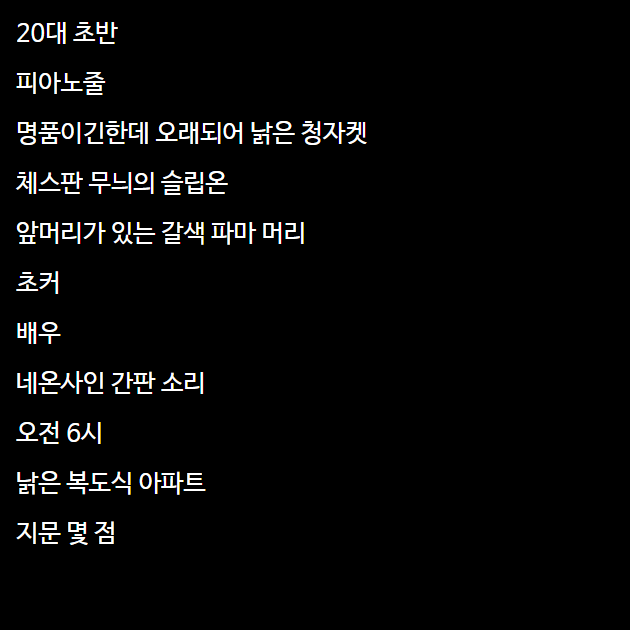 20대 초반
피아노줄
명품이긴한데 오래되어 낡은 청자켓
체스판 무늬의 슬립온
앞머리가 있는 갈색 파마 머리
초커
배우
네온사인 간판 소리
오전 6시
낡은 복도식 아파트
지문 몇 점